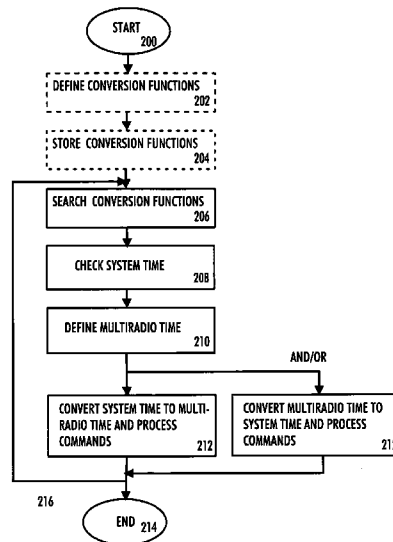 START
200
DEFINE CONVERSION FUNCTIONS
202
STORE CONVERSION FUNCTIONS
204
SEARCH CONVERSION FUNCTIONS
206
CHECK SYSTEM TIME
208
DEFINE MULTIRADIO TIME
210
AND/OR
CONVERT SYSTEM TIME TO MULTI-
RADIO TIME AND PROCESS
COMMANDS
212
CONVERT MULTIRADIO TIME TO
SYSTEM TIME AND PROCESS
COMMANDS
216
END
214